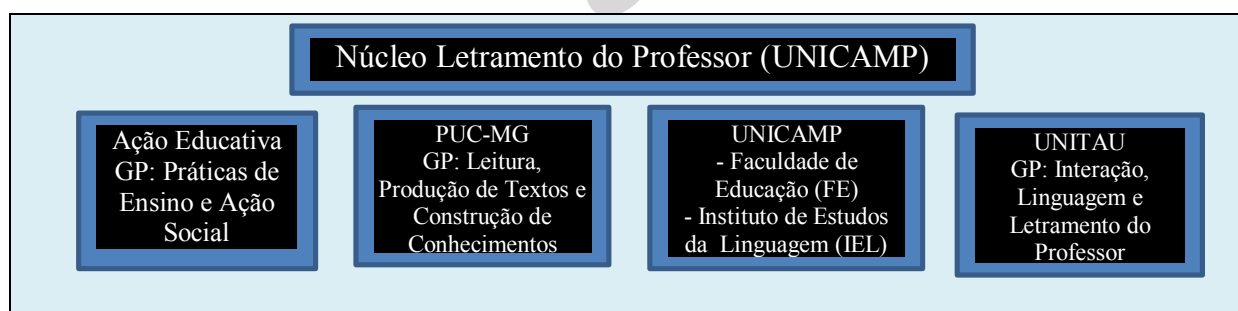 Núcleo Letramento do Professor (UNICAMP)
Ação Educativa
GP: Práticas de
Ensino e Ação
Social
PUC-MG
GP: Leitura,
Produção de Textos e
Construção de
Conhecimentos
UNICAMP
- Faculdade de
Educação (FE)
- Instituto de Estudos
da Linguagem (IEL)
UNITAU
GP: Interação,
Linguagem e
Letramento do
Professor